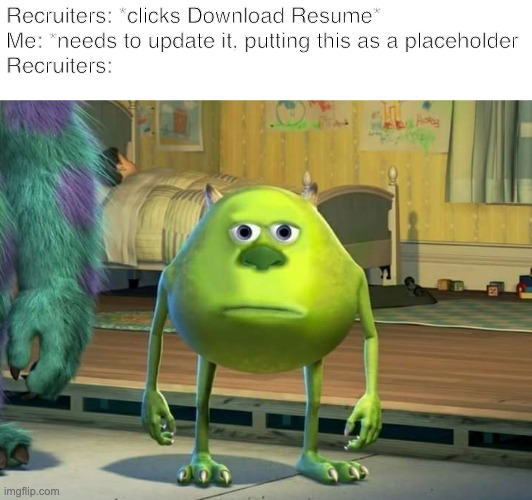 Recruiters: *clicks Download Resume*
Me: *needs to update it. putting this as a placeholder
Recruiters:
imgflip.com